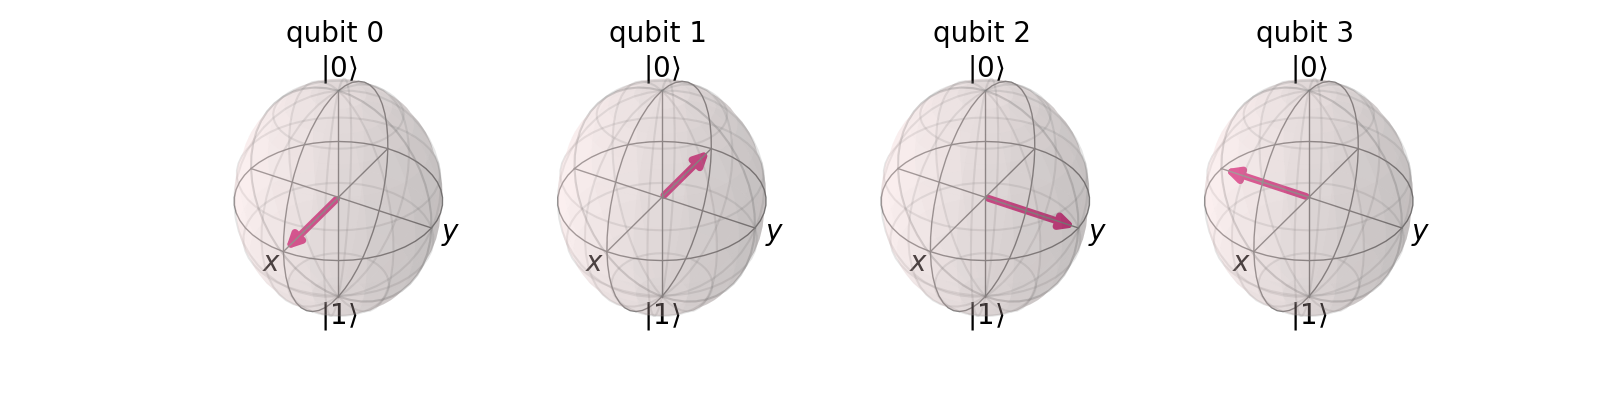 qubit 0 qubit 1 qubit 2 qubit 3
|0⟩ |0⟩ |0⟩ |0⟩
y y y y
x x x x
|1⟩ |1⟩ |1⟩ |1⟩